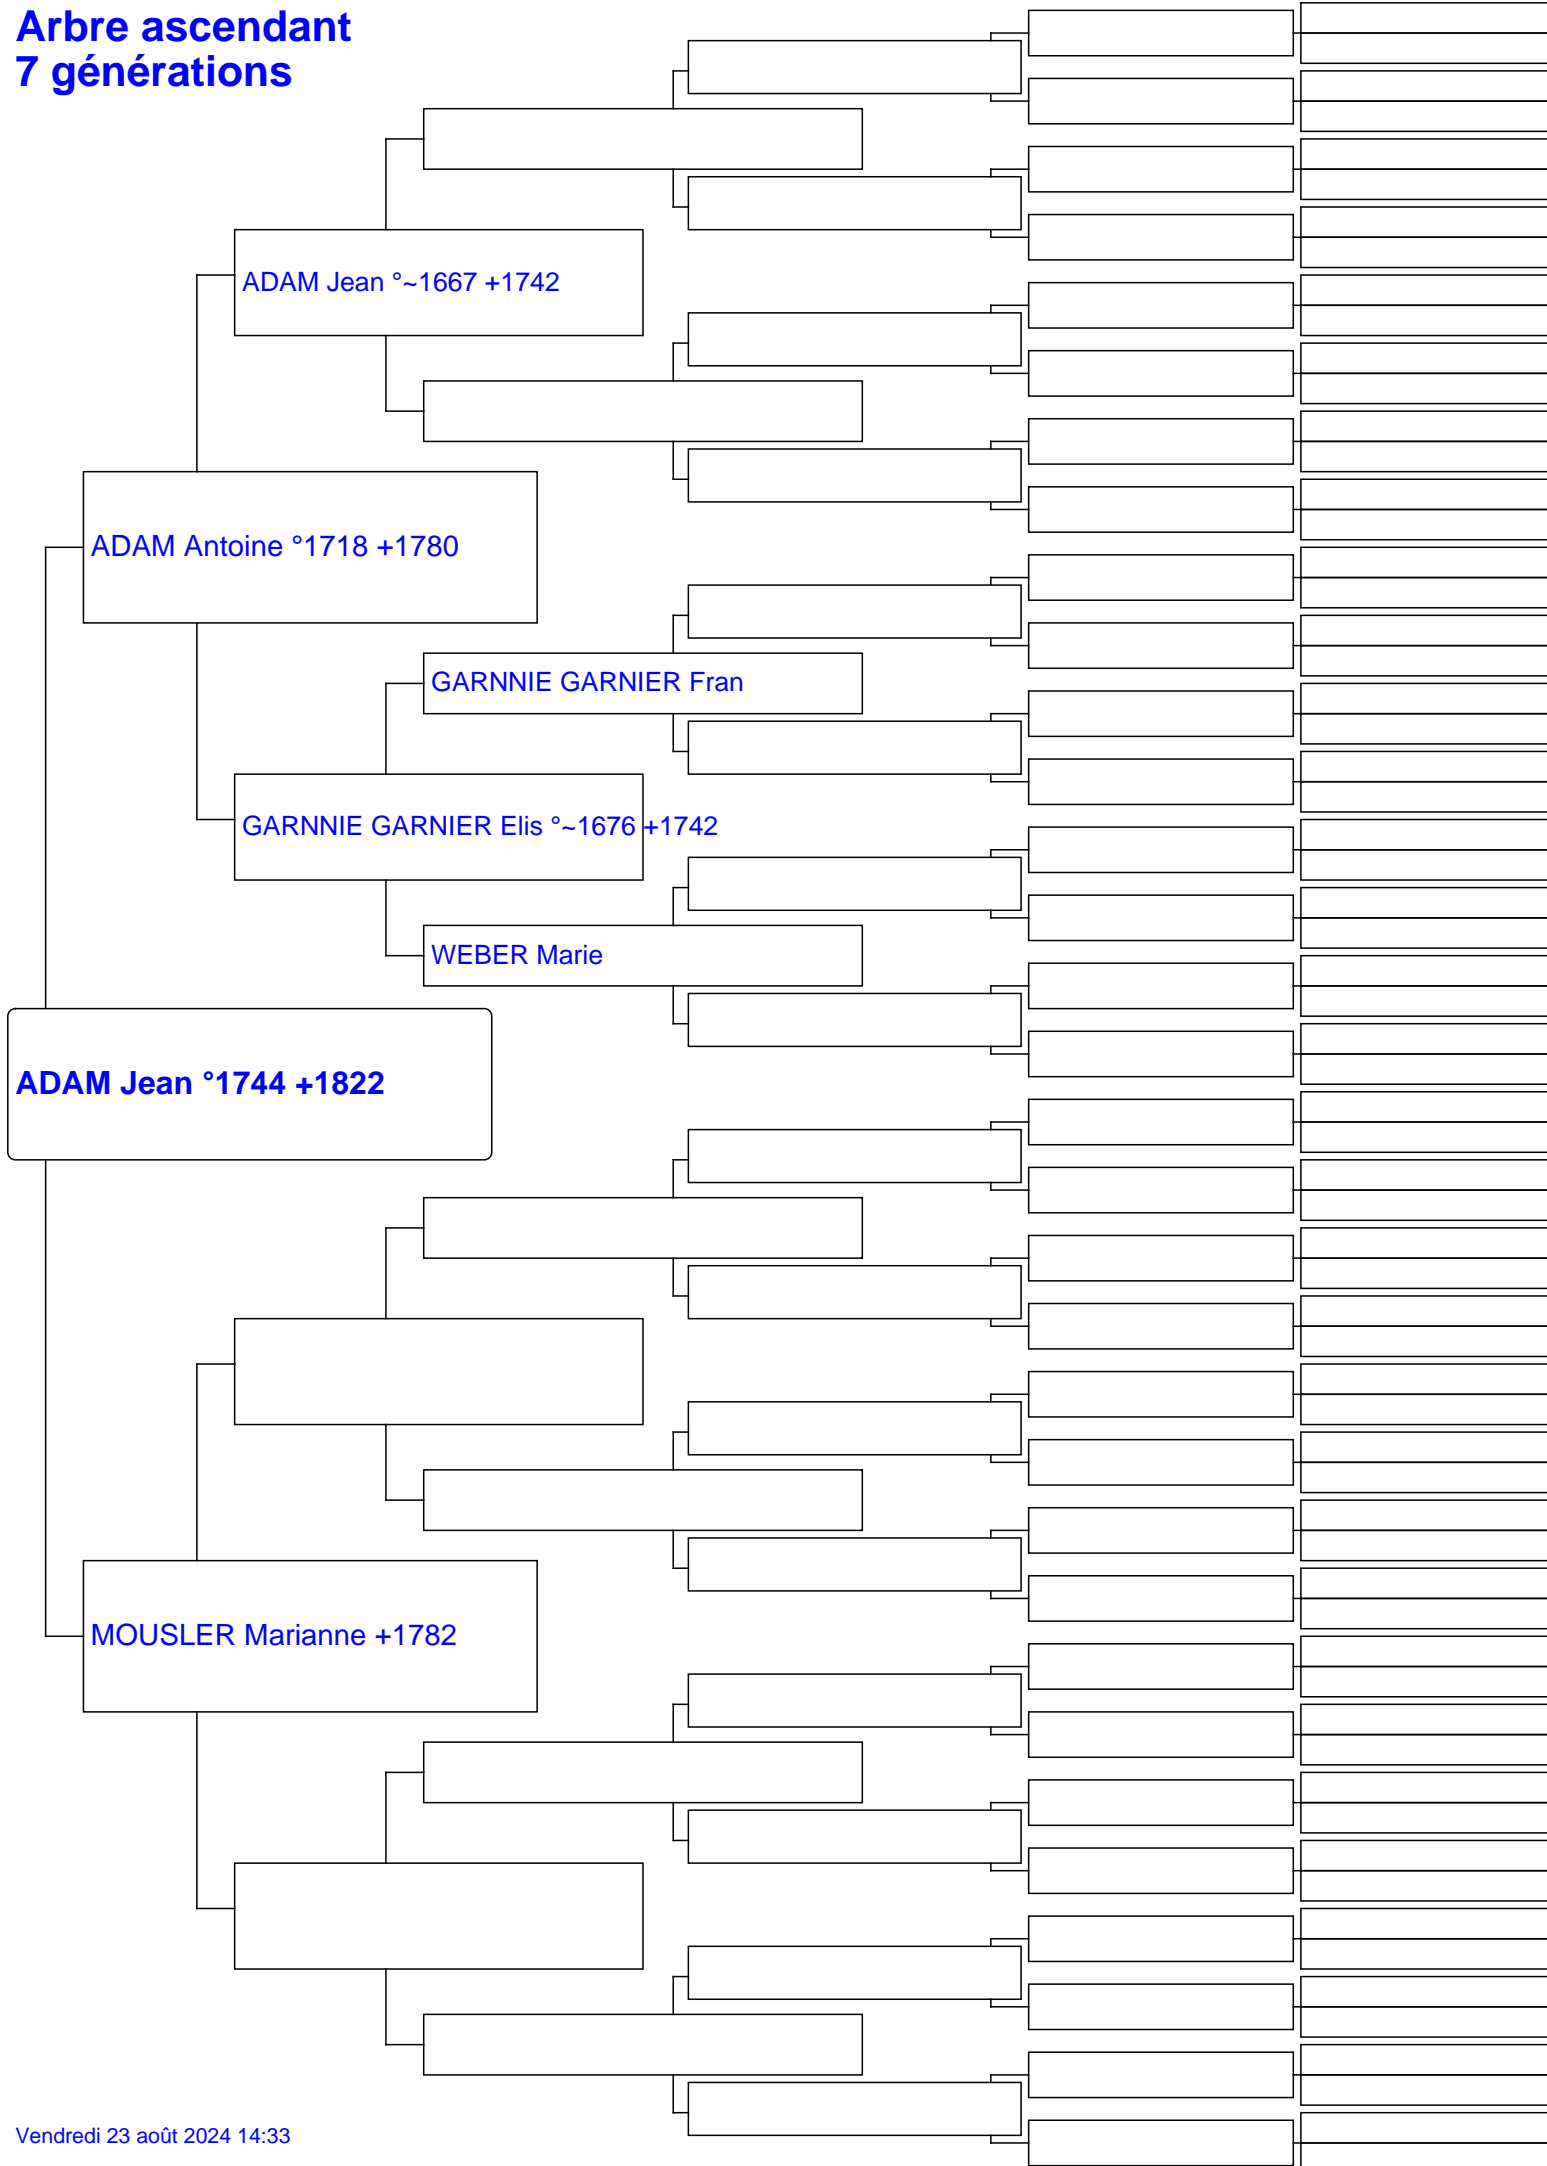 Arbre ascendant
7 générations
ADAM Jean °~1667 +1742
ADAM Antoine °1718 +1780
GARNNIE GARNIER Fran
GARNNIE GARNIER Elis °~1676 +1742
WEBER Marie
ADAM Jean °1744 +1822
MOUSLER Marianne +1782
Vendredi 23 août 2024 14:33